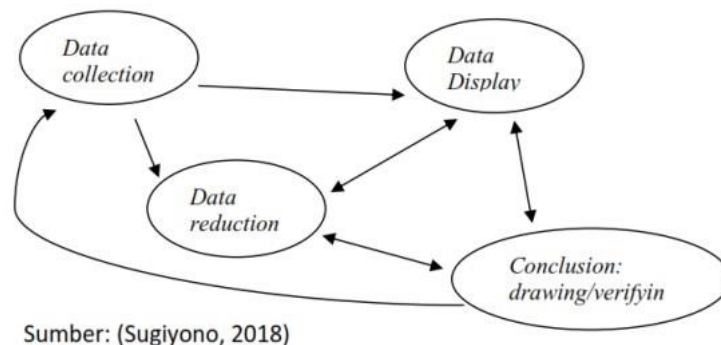 Data
collection
Data
Display
Data
reduction
Conclusion:
drawing/verifyin
Sumber: (Sugiyono, 2018)